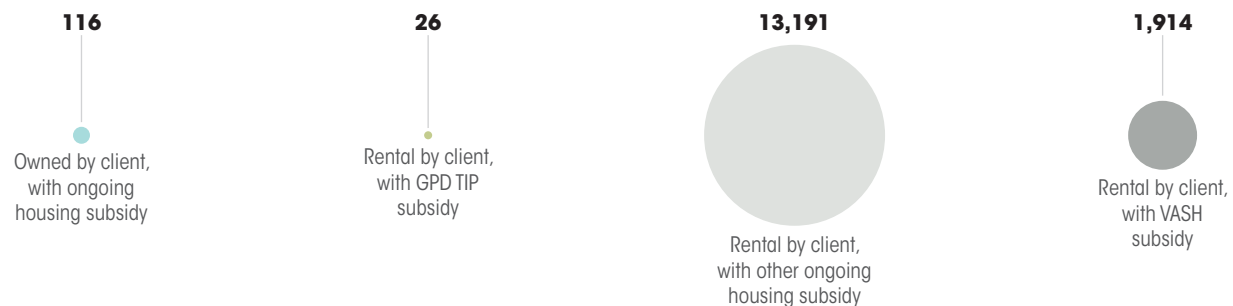 116
Owned by client,
with ongoing
housing subsidy
26
Rental by client,
with GPD TIP
subsidy
13,191
Rental by client,
with other ongoing
housing subsidy
1,914
Rental by client,
with VASH
subsidy